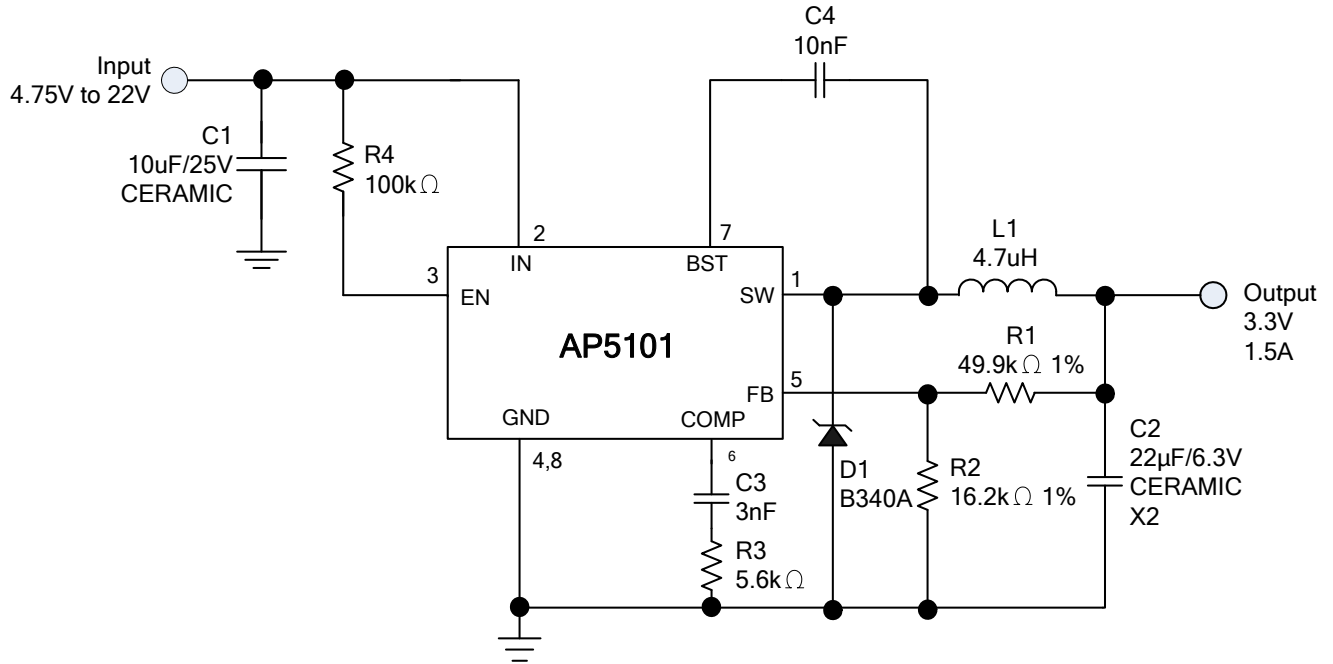 C4
10nF
Input
4.75V to 22V
C1
10uF/25V
CERAMIC
R4
100kΩ
2
7
IN
BST
L1
4.7uH
3
EN
SW
1
Output
3.3V
1.5A
AP5101
R1
49.9kΩ 1%
FB
5
GND
COMP
4,8
6
C3
3nF
D1
B340A
R2
16.2kΩ 1%
C2
22µF/6.3V
CERAMIC
X2
R3
5.6kΩ